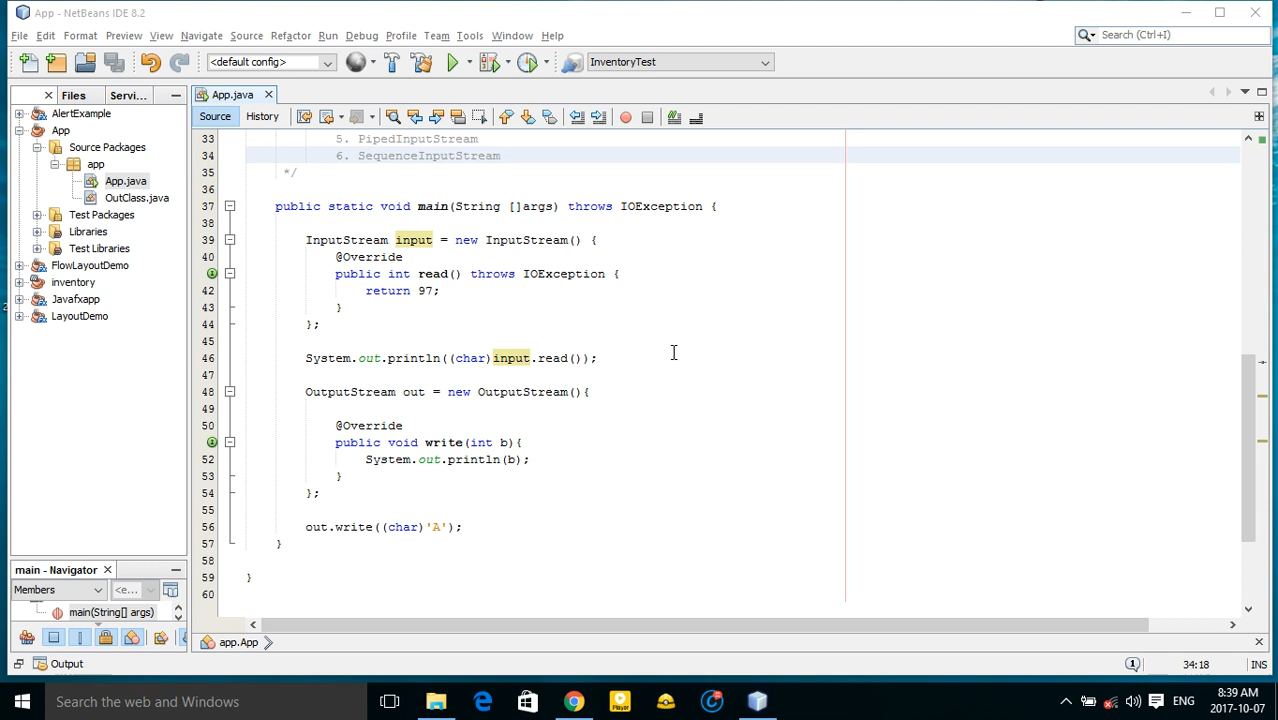 App - NetBeans IDE 8.2
File Edit Format Preview View Navigate Source Refactor Run Debug Profile Team Tools Window Help
Search (Ctrl+I)
<default config>
InventoryTest
Files Servi...
App.java
Source History
AlertExample
App
Source Packages
app
App.java
OutClass.java
Test Packages
Libraries
Test Libraries
FlowLayoutDemo
inventory
Javafxapp
LayoutDemo
33 5. PipedInputStream
34 6. SequenceInputStream
35 */
36
37 public static void main(String []args) throws IOException {
38
39 InputStream input = new InputStream() {
40 @Override
41 public int read() throws IOException {
42 return 97;
43 }
44 };
45
46 System.out.println((char)input.read());
47
48 OutputStream out = new OutputStream(){
49
50 @Override
51 public void write(int b){
52 System.out.println(b);
53 }
54 };
55
56 out.write((char)'A');
57 }
58
59 }
60
main - Navigator
Members
<e...
main(String[] args)
app.App
Output
1
34:18
INS
Search the web and Windows
Player
ENG
8:39 AM
2017-10-07